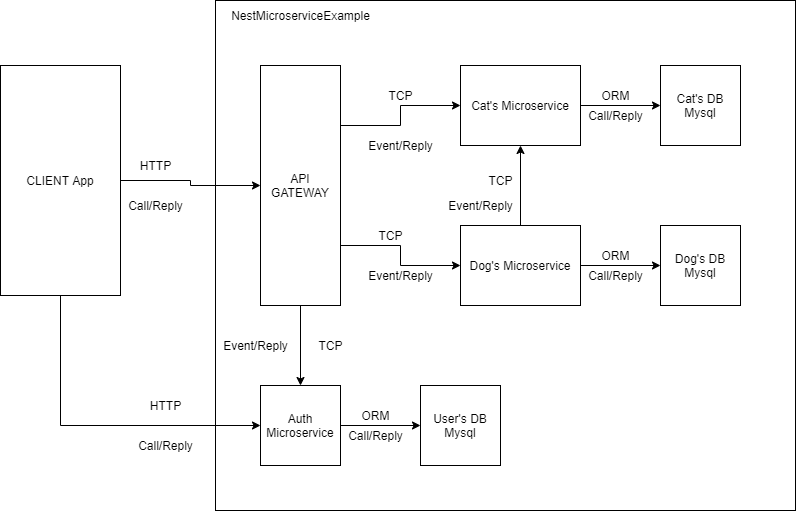 NestMicroserviceExample
CLIENT App
HTTP
Call/Reply
API
GATEWAY
TCP
Event/Reply
Cat's Microservice
ORM
Call/Reply
Cat's DB
Mysql
TCP
Event/Reply
TCP
Event/Reply
Dog's Microservice
ORM
Call/Reply
Dog's DB
Mysql
Event/Reply
TCP
HTTP
Call/Reply
Auth
Microservice
ORM
Call/Reply
User's DB
Mysql